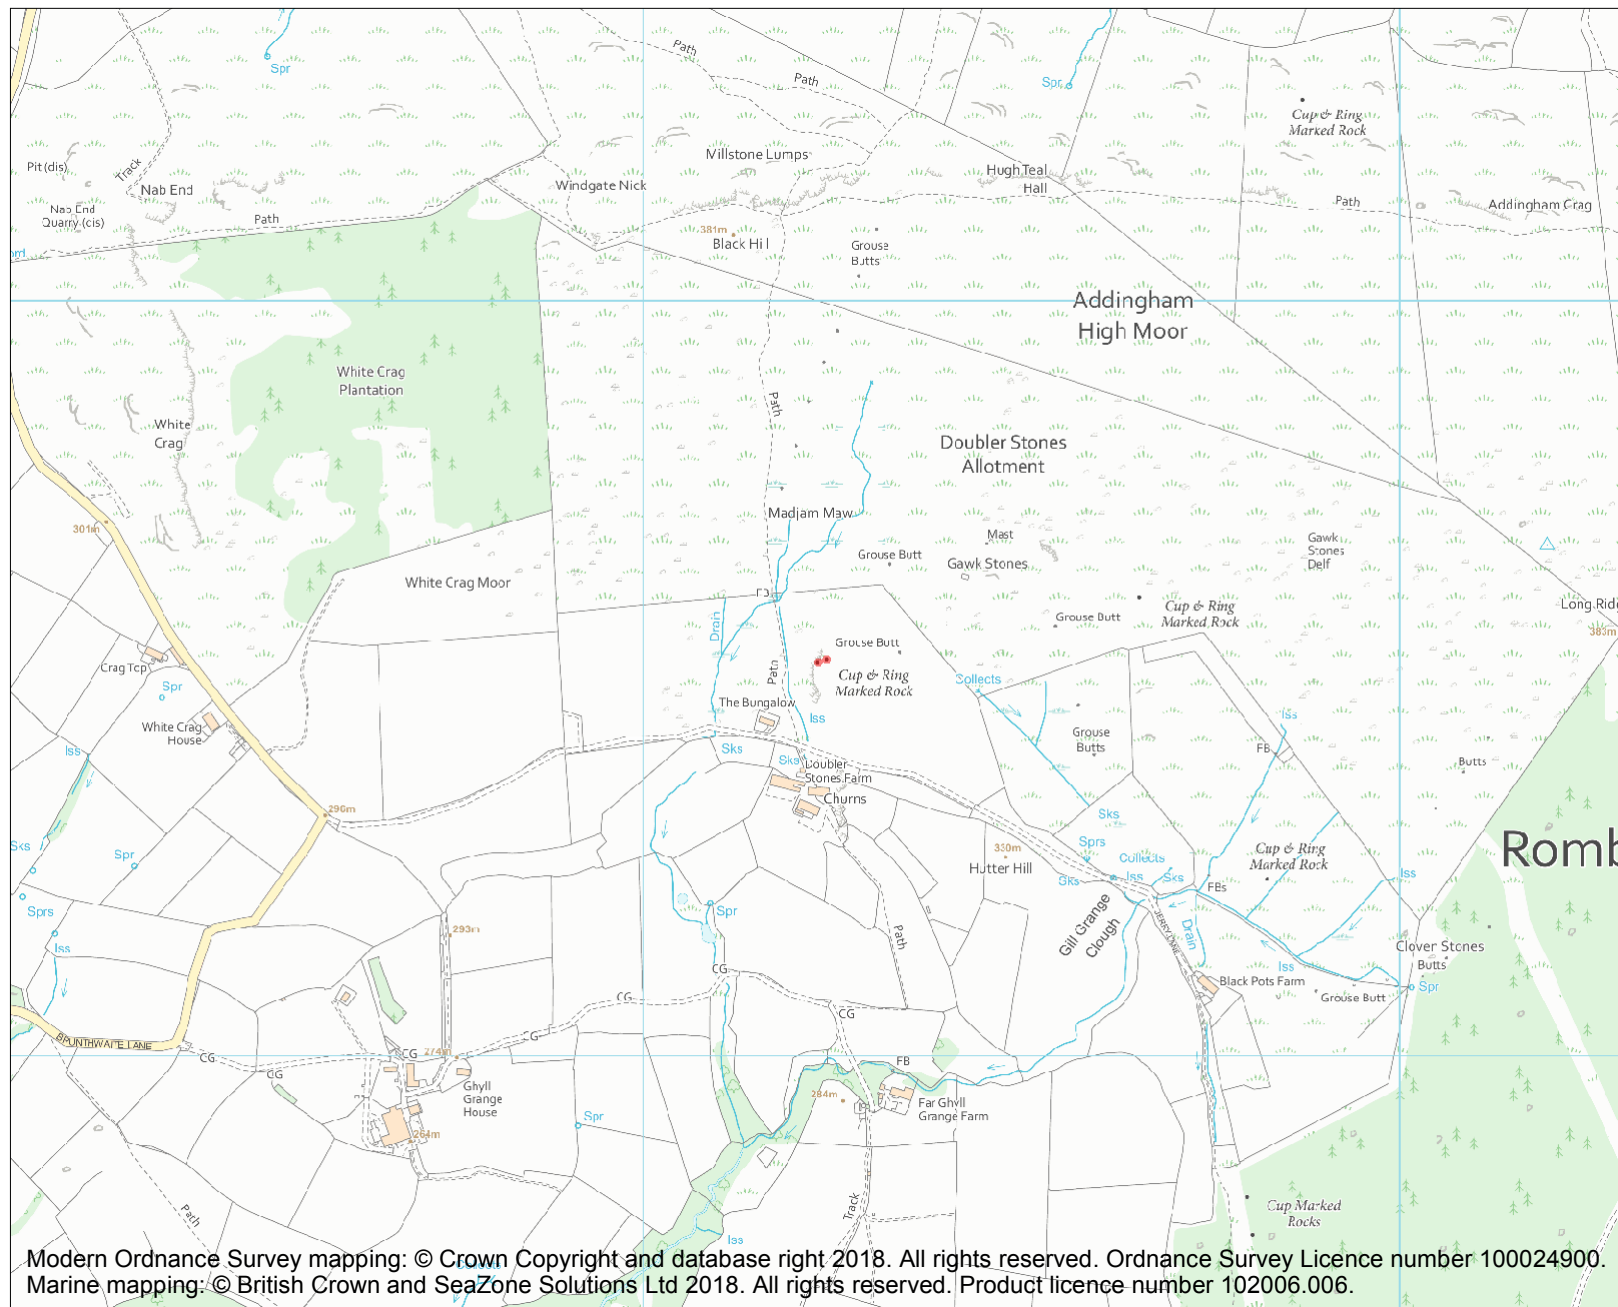 Spr
Path
Path
Spr
Cup & Ring
Marked Rock
Pit (dis)
Track
Nab End
Quarry (cis)
Nab End
Path
Windgate Nick
Millstone Lumps
381m
Black Hill
Grouse
Butts
Hugh Teal
Hall
Path
Addingham Crag
Addingham
High Moor
White Crag
Plantation
White
Crag
Path
Doubler Stones
Allotment
301m
Madjam Maw
Grouse Butt
Mast
Gawk Stones
Gawk
Stones
Delf
White Crag Moor
Cup & Ring
Marked Rock
Grouse Butt
Long Rid
383m
Drain
Path
Grouse Butt
Cup & Ring
Marked Rock
Collects
Crag Top
Spr
White Crag
House
Iss
The Bungalow
Iss
Sks
Sks
Doubler
Stones Farm
Churns
Grouse
Butts
Iss
FB
Butts
296m
Sks
Spr
Sprs
Iss
330m
Hutter Hill
Sks
Sprs
Collects
Iss
Sks
Sks
FBs
Cup & Ring
Marked Rock
Iss
Romb
293m
Spr
Path
Gill Grange
Clough
JERRY LANE
Drain
Black Pots Farm
Iss
Grouse Butt
Clover Stones
Butts
Spr
CG
CG
CG
CG
BRUNTHWAITE LANE
CG
CG
CG
274m
Ghyll
Grange
House
264m
Spr
FB
284m
Far Ghyll
Grange Farm
Path
Track
Iss
Cup Marked
Rocks
Collects
Modern Ordnance Survey mapping: © Crown Copyright and database right 2018. All rights reserved. Ordnance Survey Licence number 100024900.
Marine mapping: © British Crown and SeaZone Solutions Ltd 2018. All rights reserved. Product licence number 102006.006.